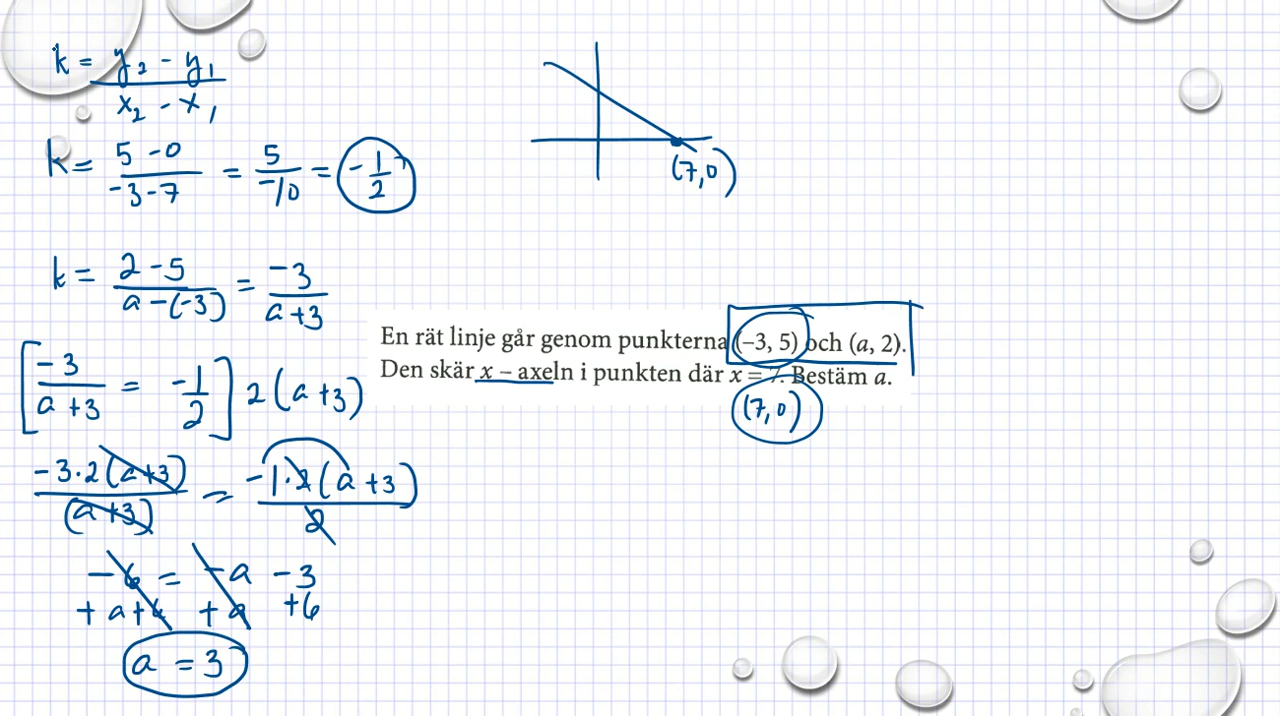 k = y₂ - y₁ / x₂ - x₁
k = 5 - 0 / -3 - 7 = 5 / -10 = -1/2
(7,0)
k = 2 - 5 / a - (-3) = -3 / a + 3
En rät linje går genom punkterna (−3, 5) och (a, 2).
Den skär x – axeln i punkten där x = 7. Bestäm a.
(7,0)
[-3 / a + 3 = -1/2] 2(a+3)
-3·2(a+3) / (a+3) = -1·2(a+3) / 2
-6 = -a - 3
+a+6 +a +6
a = 3